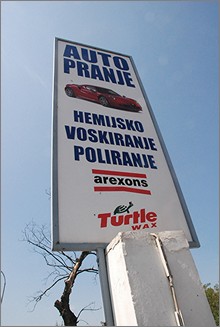 AUTO
PRANJE
HEMIJSKO
VOSKIRANJE
POLIRANJE
arexons
Turtle
WAX